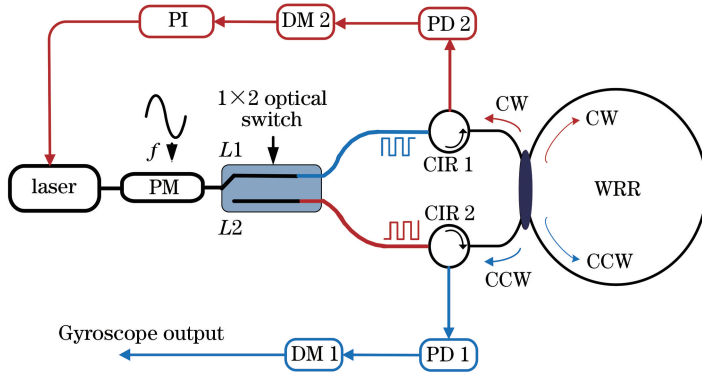 PI
DM 2
PD 2
1×2 optical
switch
CW
CW
f
L1
CIR 1
laser
PM
WRR
L2
CIR 2
CCW
CCW
Gyroscope output
DM 1
PD 1